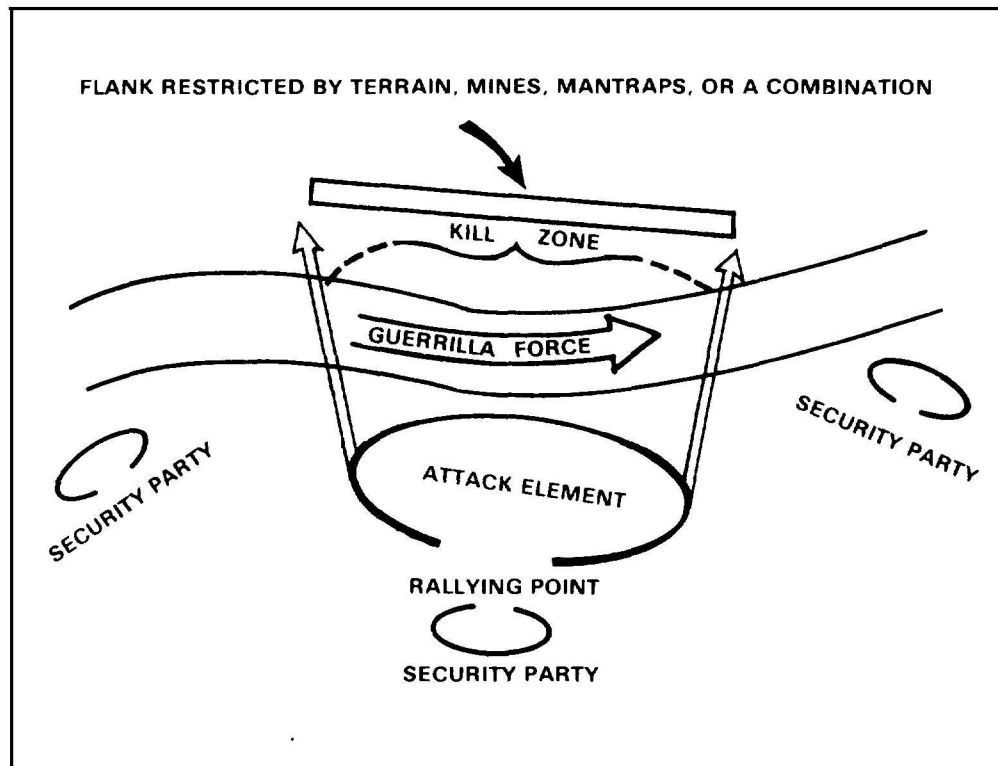 FLANK RESTRICTED BY TERRAIN, MINES, MANTRAPS, OR A COMBINATION
KILL ZONE
GUERRILLA FORCE
SECURITY PARTY
ATTACK ELEMENT
SECURITY PARTY
RALLYING POINT
SECURITY PARTY